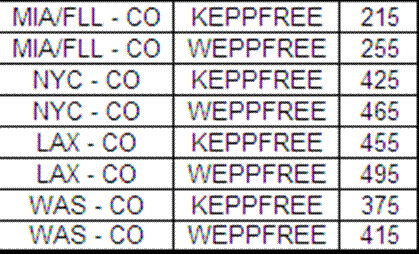 MIA/FLL - CO KEPPFREE 215
MIA/FLL - CO WEPPFREE 255
NYC - CO KEPPFREE 425
NYC - CO WEPPFREE 465
LAX - CO KEPPFREE 455
LAX - CO WEPPFREE 495
WAS - CO KEPPFREE 375
WAS - CO WEPPFREE 415